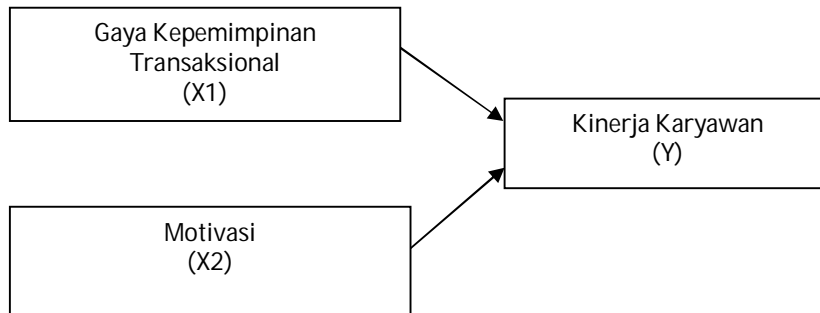 Gaya Kepemimpinan
Transaksional
(X1)
Kinerja Karyawan
(Y)
Motivasi
(X2)